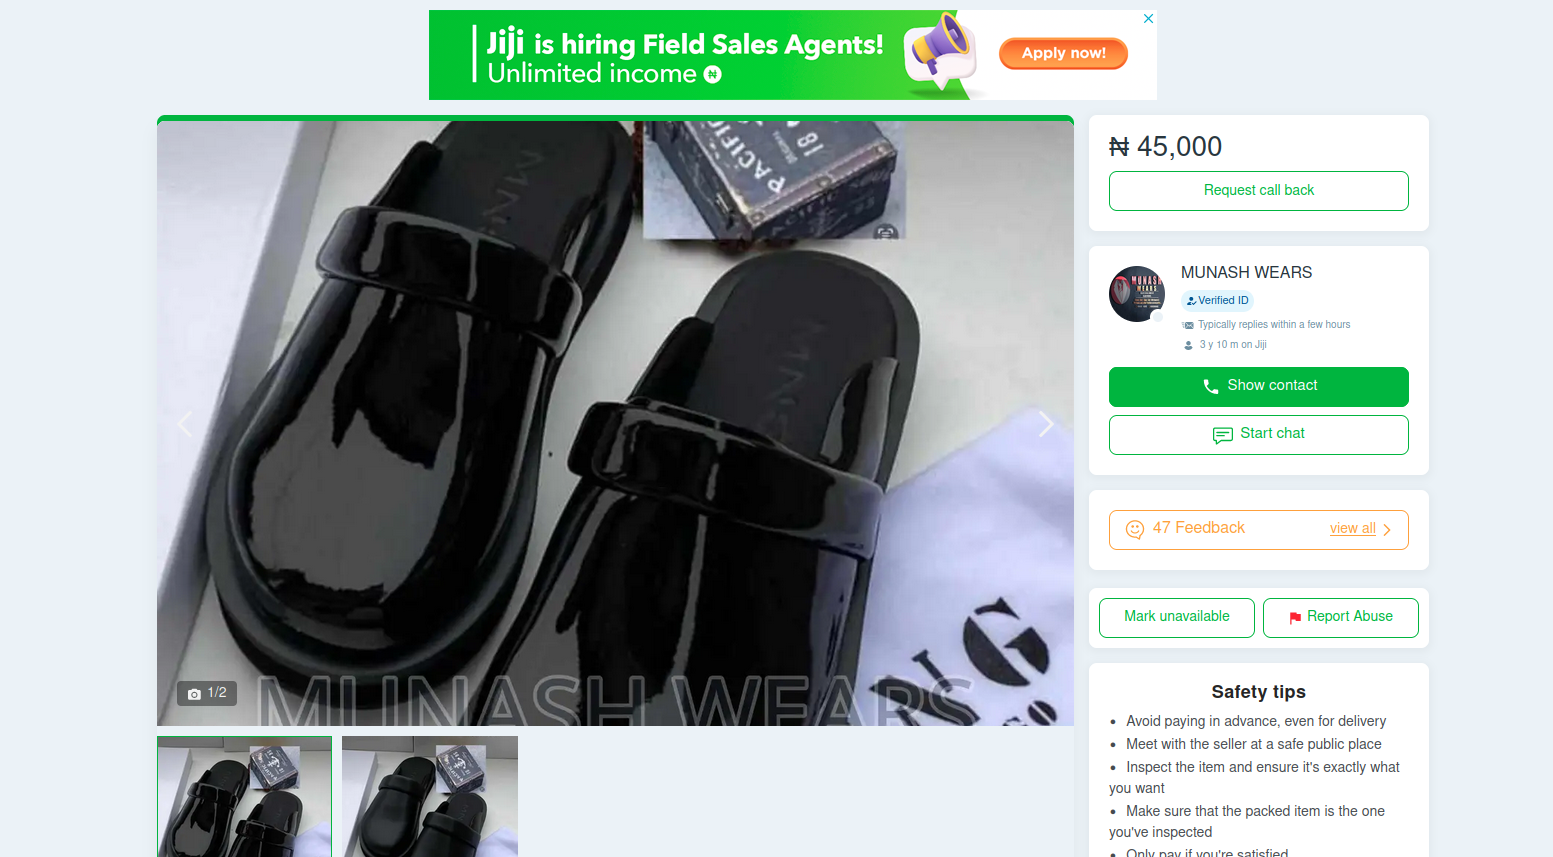 Jiji is hiring Field Sales Agents!
Unlimited income ₦
Apply now!
PACIFIC
18
MUNASH WEARS
1/2
₦ 45,000
Request call back
MUNASH WEARS
Verified ID
Typically replies within a few hours
3 y 10 m on Jiji
Show contact
Start chat
47 Feedback
view all
Mark unavailable
Report Abuse
Safety tips
• Avoid paying in advance, even for delivery
• Meet with the seller at a safe public place
• Inspect the item and ensure it's exactly what
you want
• Make sure that the packed item is the one
you've inspected
• Only pay if you're satisfied